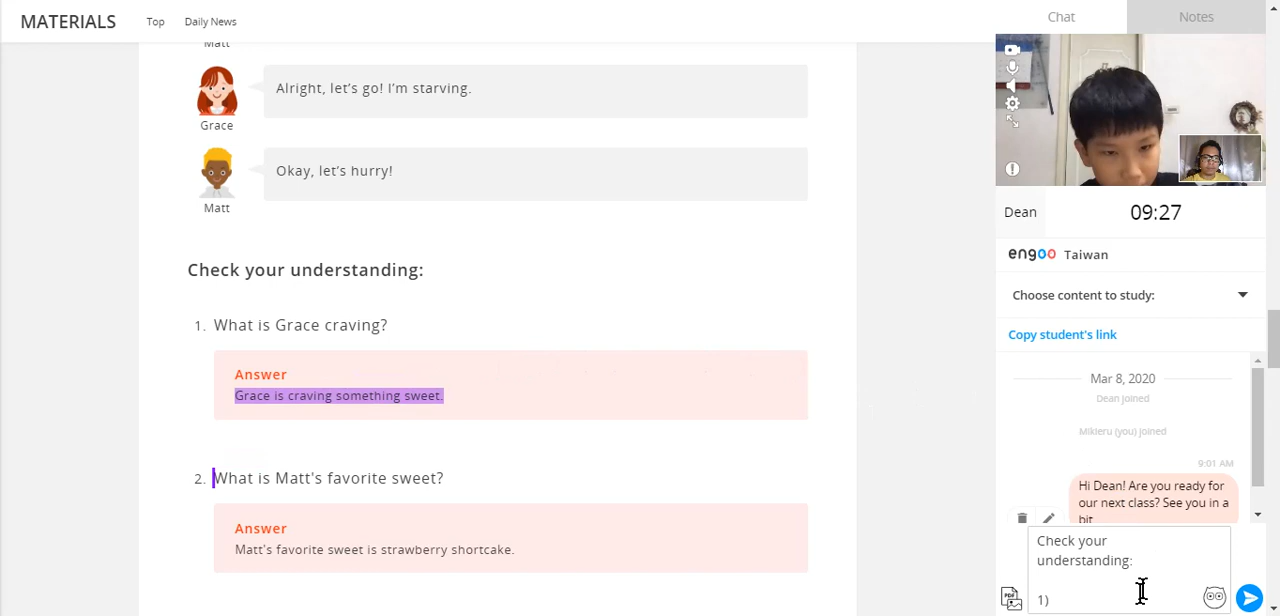 MATERIALS
Top
Daily News
Chat
Notes
Matt
Alright, let's go! I'm starving.
Grace
Okay, let's hurry!
Matt
Dean
09:27
engoo Taiwan
Choose content to study:
Copy student's link
Check your understanding:
1. What is Grace craving?
Answer
Grace is craving something sweet.
2. What is Matt's favorite sweet?
Answer
Matt's favorite sweet is strawberry shortcake.
Mar 8, 2020
Dean joined
Mikieru (you) joined
9:01 AM
Hi Dean! Are you ready for
our next class? See you in a
bit
Check your
understanding:
1)
PDF